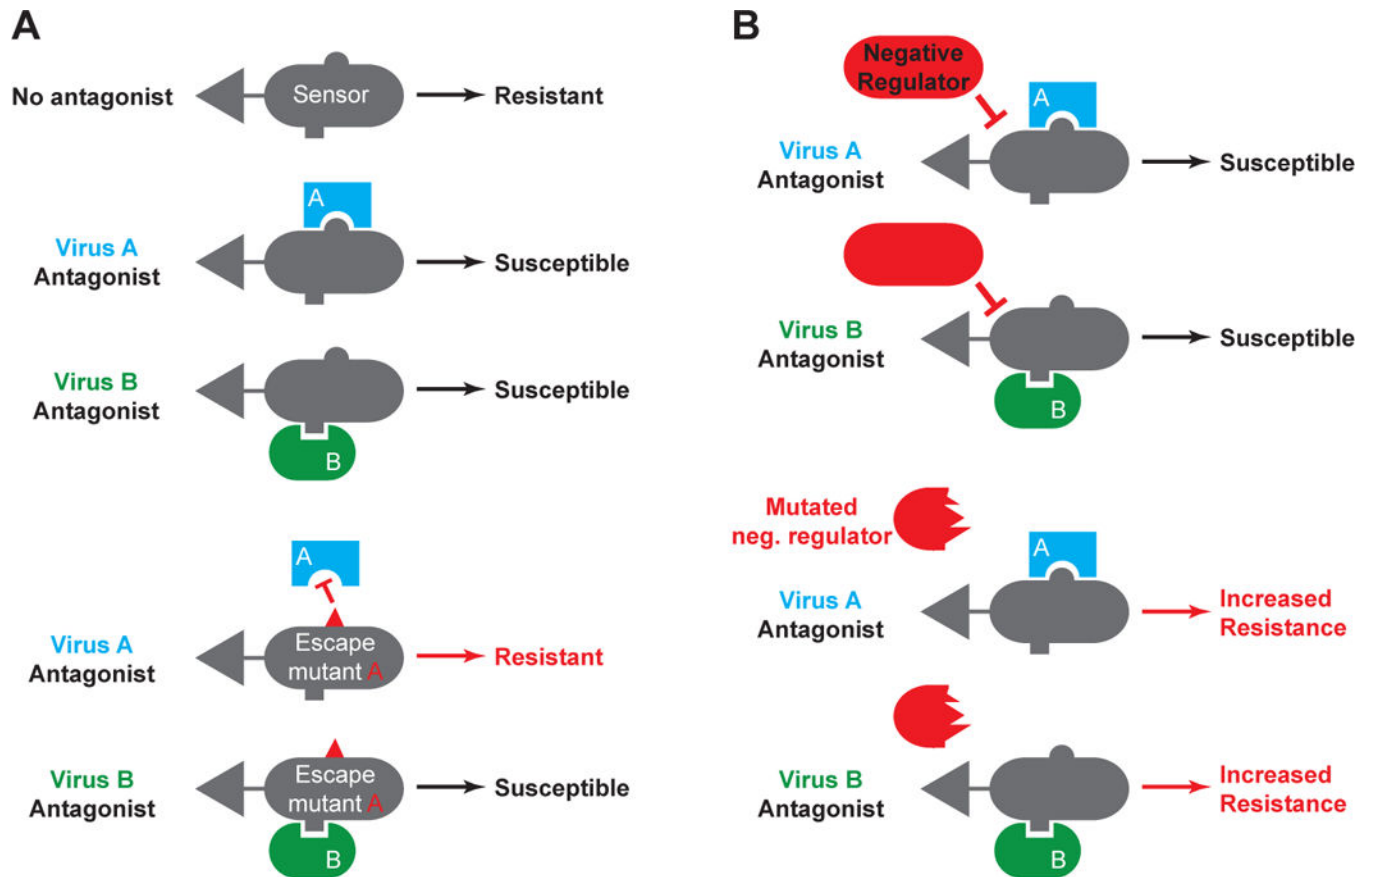 A
No antagonist
Sensor
Resistant
A
Virus A
Antagonist
Susceptible
Virus B
Antagonist
Susceptible
B
A
Virus A
Antagonist
Escape
mutant A
Resistant
Virus B
Antagonist
Escape
mutant A
Susceptible
B
B
Negative
Regulator
A
Virus A
Antagonist
Susceptible
Virus B
Antagonist
Susceptible
B
Mutated
neg. regulator
A
Virus A
Antagonist
Increased
Resistance
Virus B
Antagonist
Increased
Resistance
B